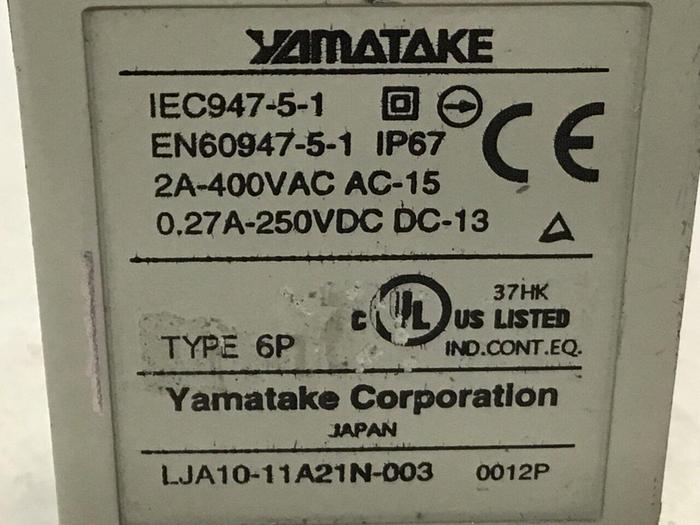 YAMATAKE
IEC947-5-1
EN60947-5-1 IP67
CE
2A-400VAC AC-15
0.27A-250VDC DC-13
37HK
C UL US LISTED
TYPE 6P
IND.CONT.EQ.
Yamatake Corporation
JAPAN
LJA10-11A21N-003 0012P